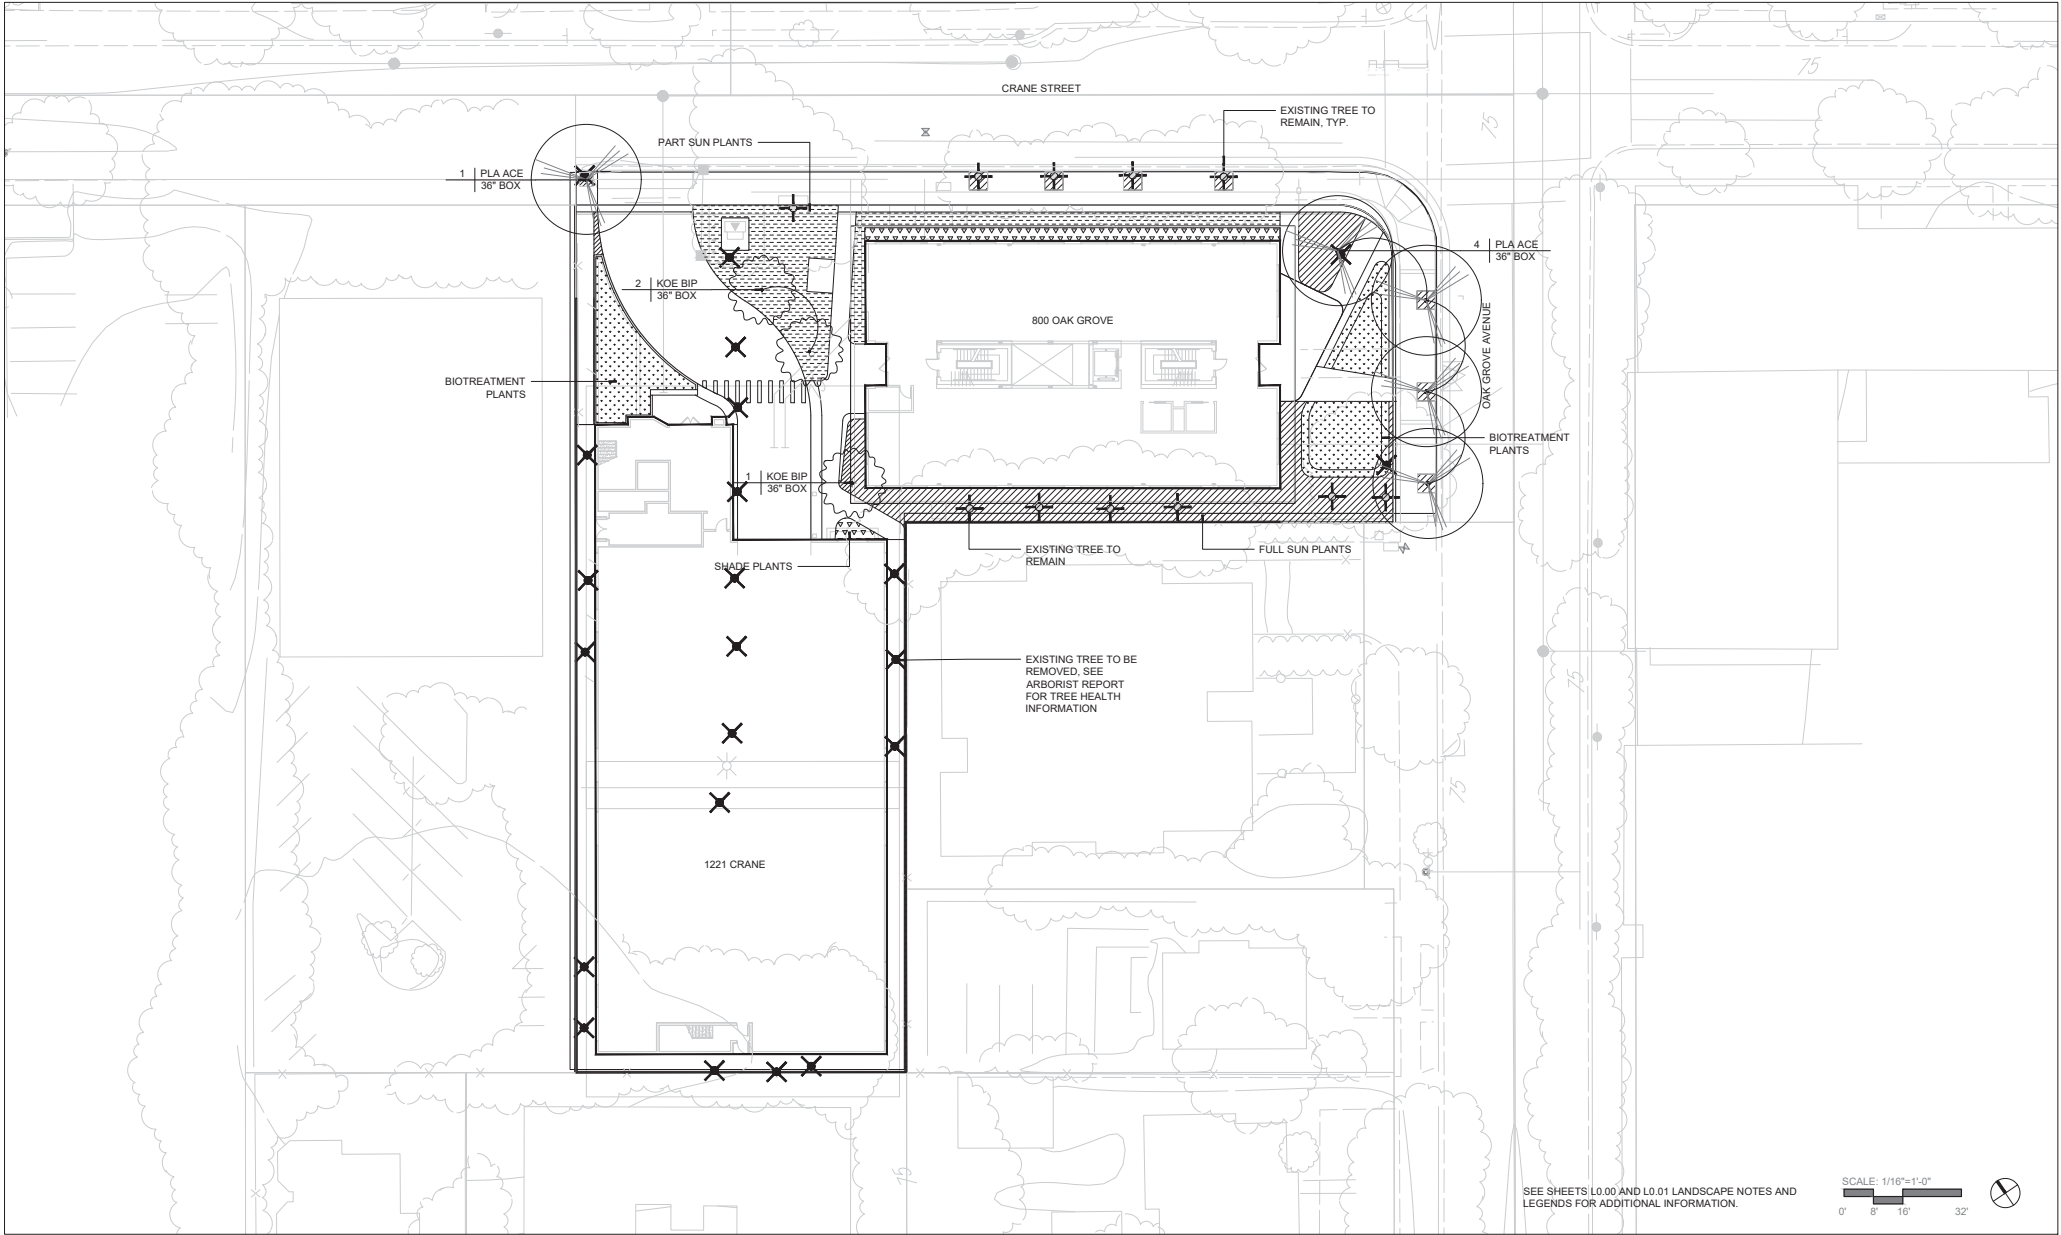 CRANE STREET
75
EXISTING TREE TO
REMAIN, TYP.
75
PART SUN PLANTS
1 PLA ACE
36" BOX
4 PLA ACE
36" BOX
2 KOE BIP
36" BOX
800 OAK GROVE
OAK GROVE AVENUE
BIOTREATMENT
PLANTS
BIOTREATMENT
PLANTS
1 KOE BIP
36" BOX
EXISTING TREE TO
REMAIN
FULL SUN PLANTS
SHADE PLANTS
EXISTING TREE TO BE
REMOVED, SEE
ARBORIST REPORT
FOR TREE HEALTH
INFORMATION
75
75
1221 CRANE
75
SEE SHEETS L0.00 AND L0.01 LANDSCAPE NOTES AND
LEGENDS FOR ADDITIONAL INFORMATION.
SCALE: 1/16"=1'-0"
0' 8' 16' 32'